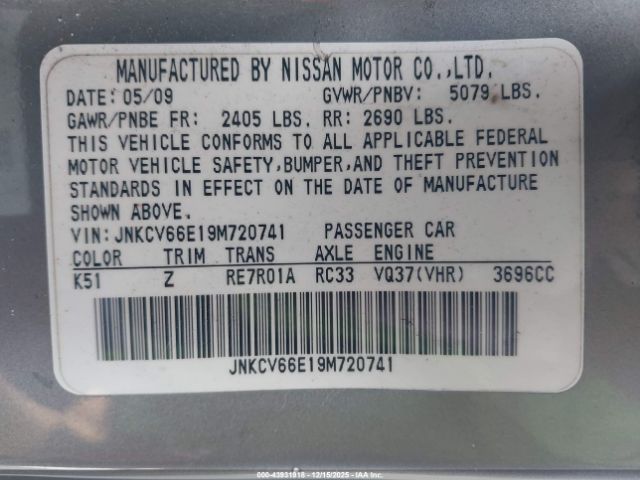 MANUFACTURED BY NISSAN MOTOR CO.,LTD.
DATE: 05/09 GVWR/PNBV: 5079 LBS.
GAWR/PNBE FR: 2405 LBS. RR: 2690 LBS.
THIS VEHICLE CONFORMS TO ALL APPLICABLE FEDERAL
MOTOR VEHICLE SAFETY,BUMPER,AND THEFT PREVENTION
STANDARDS IN EFFECT ON THE DATE OF MANUFACTURE
SHOWN ABOVE.
VIN: JNKCV66E19M720741 PASSENGER CAR
COLOR TRIM TRANS AXLE ENGINE
K51 Z RE7R01A RC33 VQ37(VHR) 3696CC
JNKCV66E19M720741
000-43931918 - 12/15/2025 - IAAI.COM